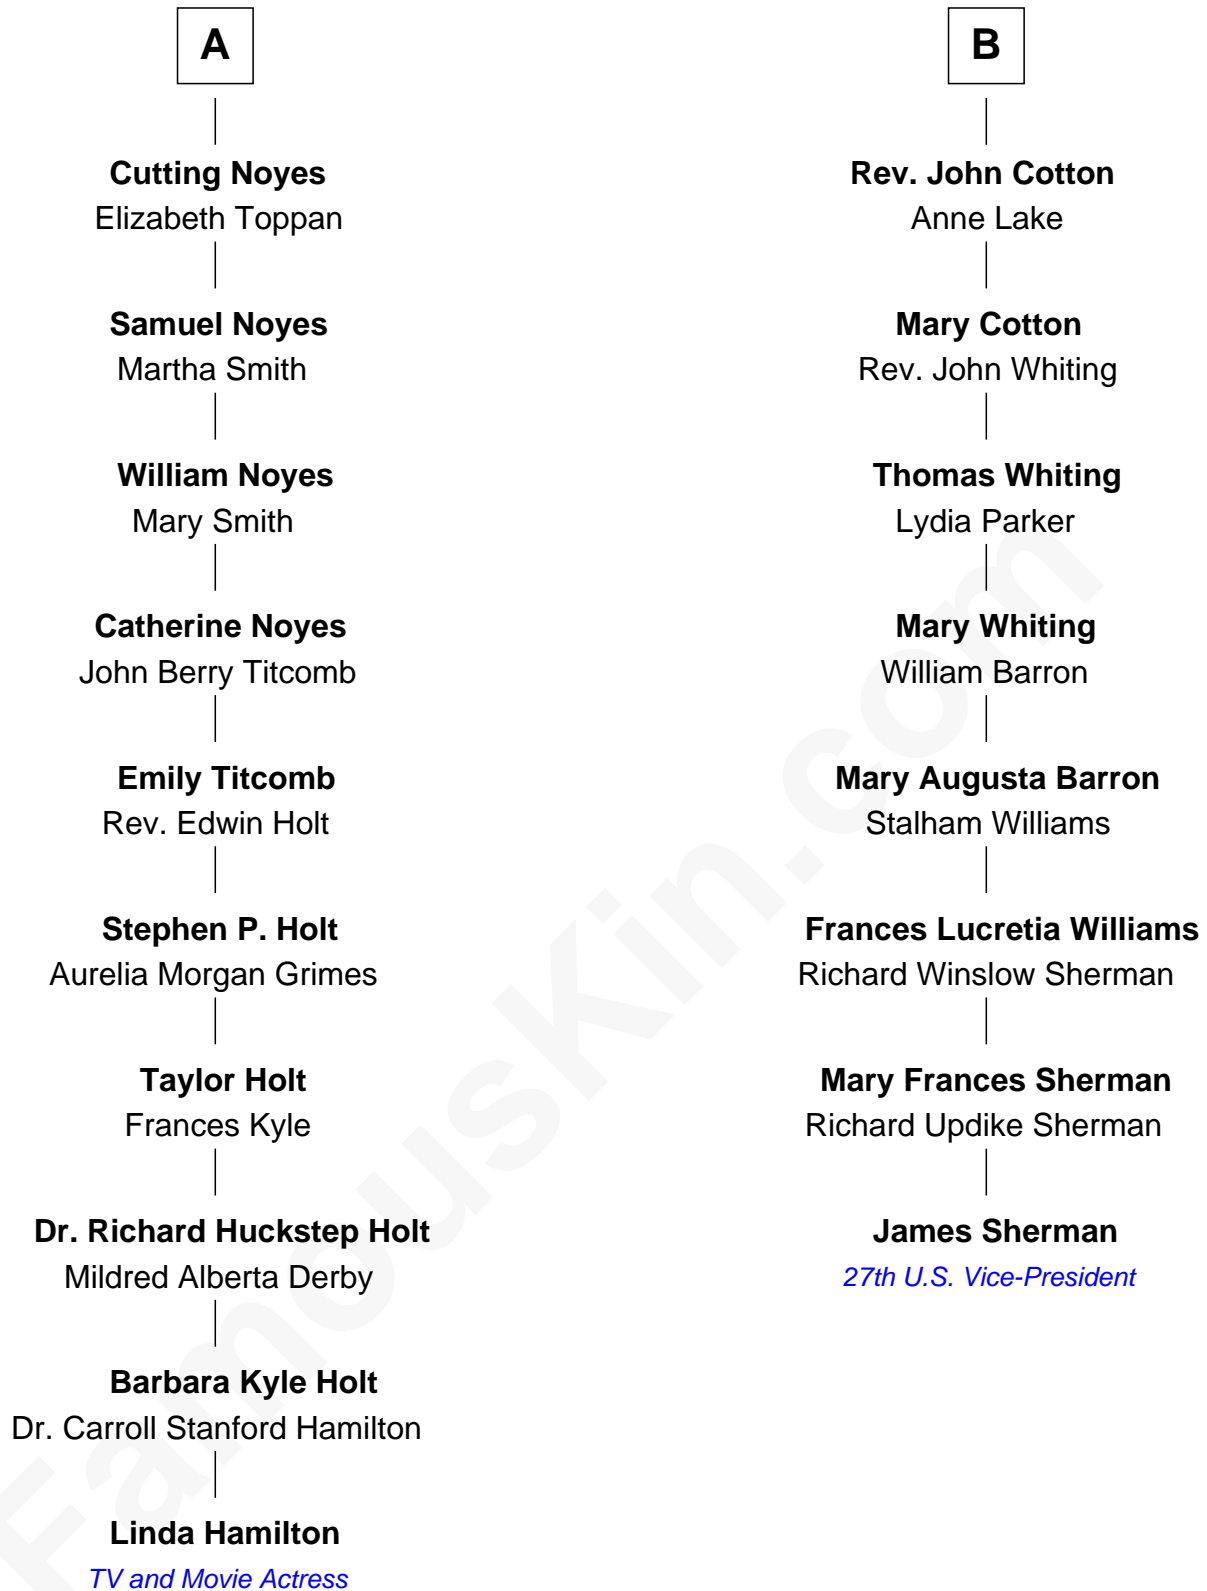 A
Cutting Noyes
Elizabeth Toppan
Samuel Noyes
Martha Smith
William Noyes
Mary Smith
Catherine Noyes
John Berry Titcomb
Emily Titcomb
Rev. Edwin Holt
Stephen P. Holt
Aurelia Morgan Grimes
Taylor Holt
Frances Kyle
Dr. Richard Huckstep Holt
Mildred Alberta Derby
Barbara Kyle Holt
Dr. Carroll Stanford Hamilton
Linda Hamilton
TV and Movie Actress
B
Rev. John Cotton
Anne Lake
Mary Cotton
Rev. John Whiting
Thomas Whiting
Lydia Parker
Mary Whiting
William Barron
Mary Augusta Barron
Stalham Williams
Frances Lucretia Williams
Richard Winslow Sherman
Mary Frances Sherman
Richard Updike Sherman
James Sherman
27th U.S. Vice-President
FamousKin.com